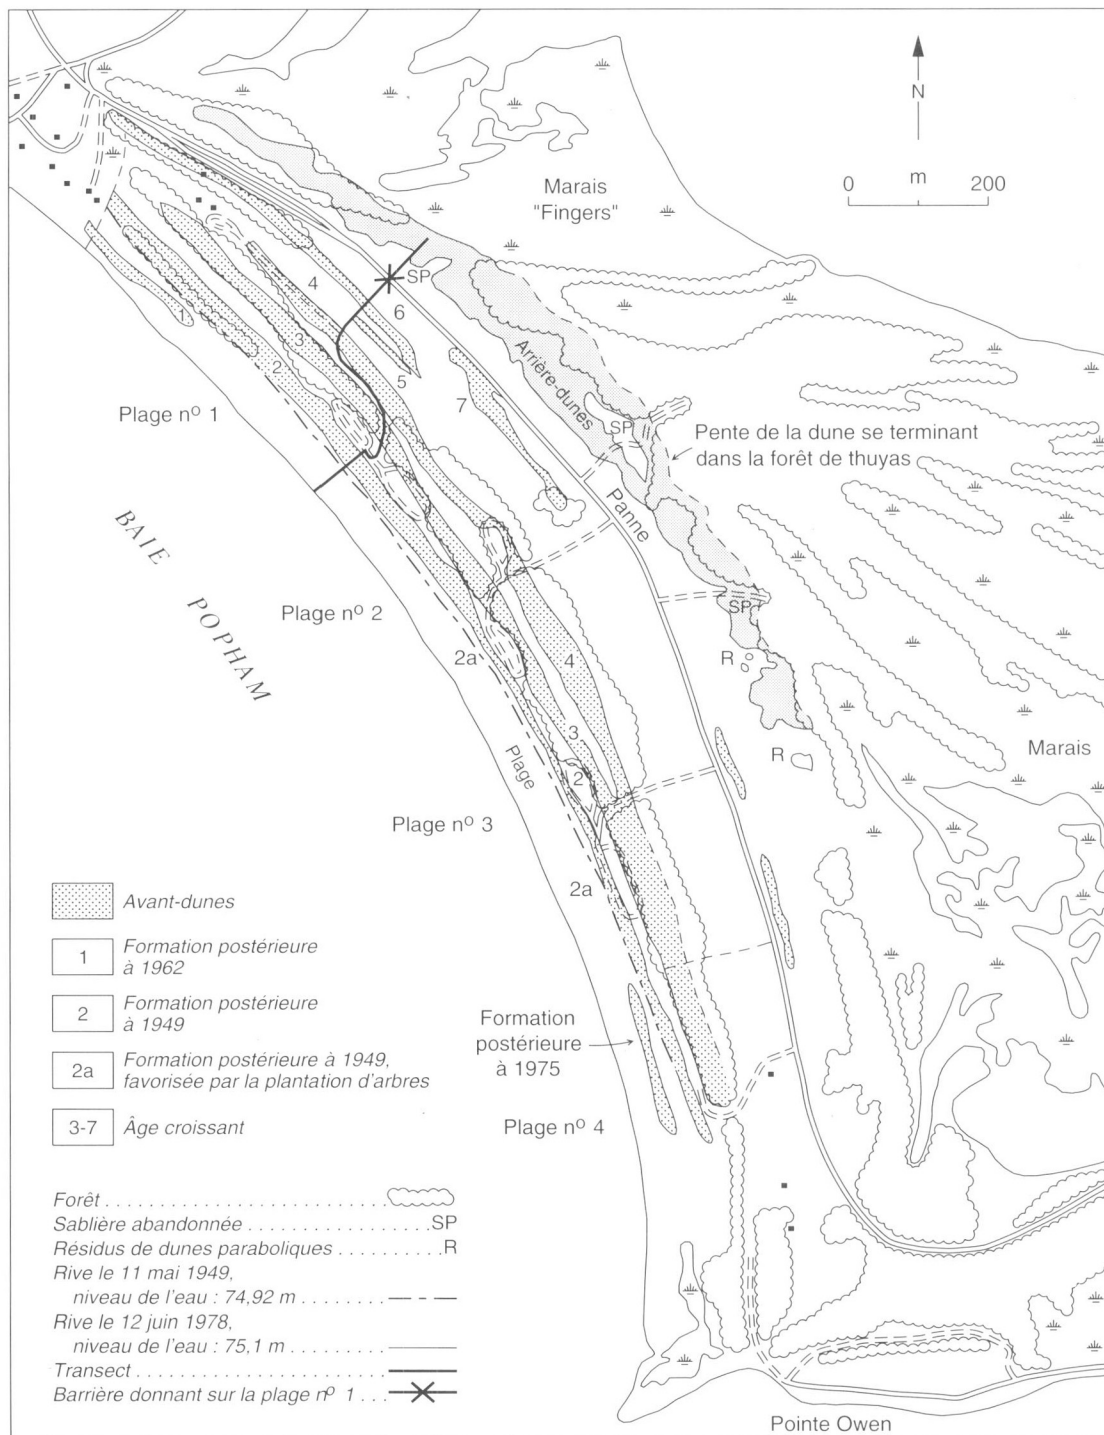 N
0 m 200
Marais
"Fingers"
SP
4
6
1
3
2
5
7
Arrière-dunes
SP
Plage nº 1
Pente de la dune se terminant
dans la forêt de thuyas
Panne
BAIE
POPHAM
Plage nº 2
SP
2a
4
R
3
Plage
Marais
R
2
Plage nº 3
2a
Avant-dunes
1 Formation postérieure
à 1962
2 Formation postérieure
à 1949
2a Formation postérieure à 1949,
favorisée par la plantation d'arbres
3-7 Âge croissant
Formation
postérieure
à 1975
Plage nº 4
Forêt
Sablière abandonnée SP
Résidus de dunes paraboliques R
Rive le 11 mai 1949,
niveau de l'eau : 74,92 m
Rive le 12 juin 1978,
niveau de l'eau : 75,1 m
Transect
Barrière donnant sur la plage nº 1
Pointe Owen